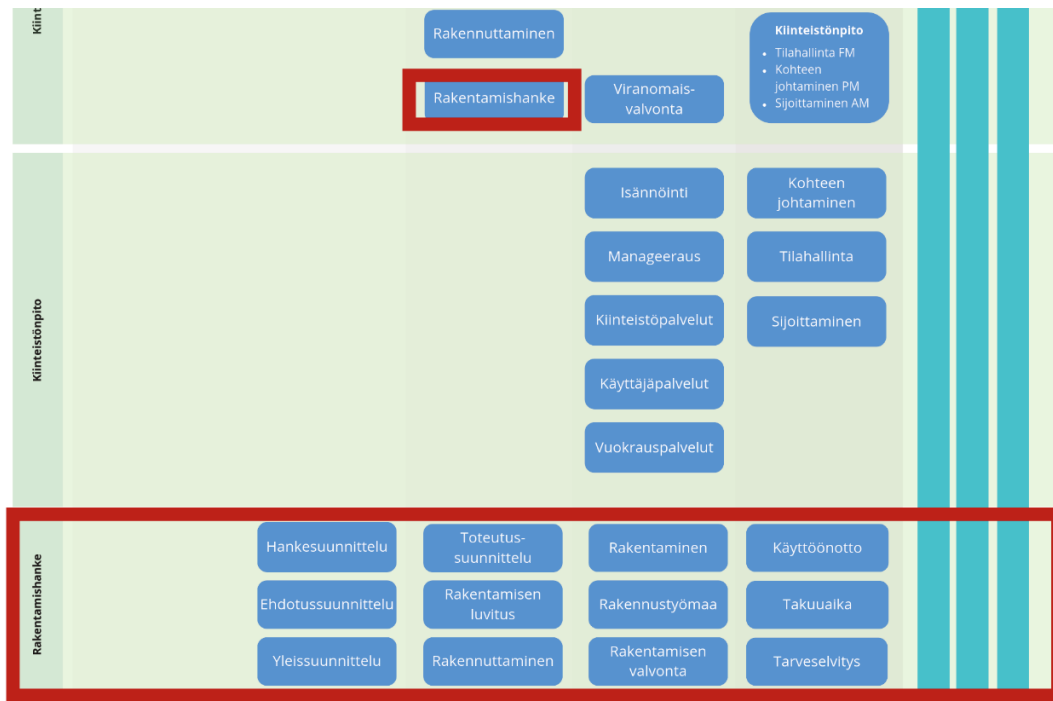 Kiint
Rakennuttaminen
Kiinteistönpito
• Tilahallinta FM
• Kohteen
johtaminen PM
• Sijoittaminen AM
Rakentamishanke
Viranomais-
valvonta
Kiinteistönpito
Isännöinti
Kohteen
johtaminen
Manageeraus
Tilahallinta
Kiinteistöpalvelut
Sijoittaminen
Käyttäjäpalvelut
Vuokrauspalvelut
Rakentamishanke
Hankesuunnittelu
Toteutus-
suunnittelu
Rakentaminen
Käyttöönotto
Ehdotussuunnittelu
Rakentamisen
luvitus
Rakennustyömaa
Takuuaika
Yleissuunnittelu
Rakennuttaminen
Rakentamisen
valvonta
Tarveselvitys